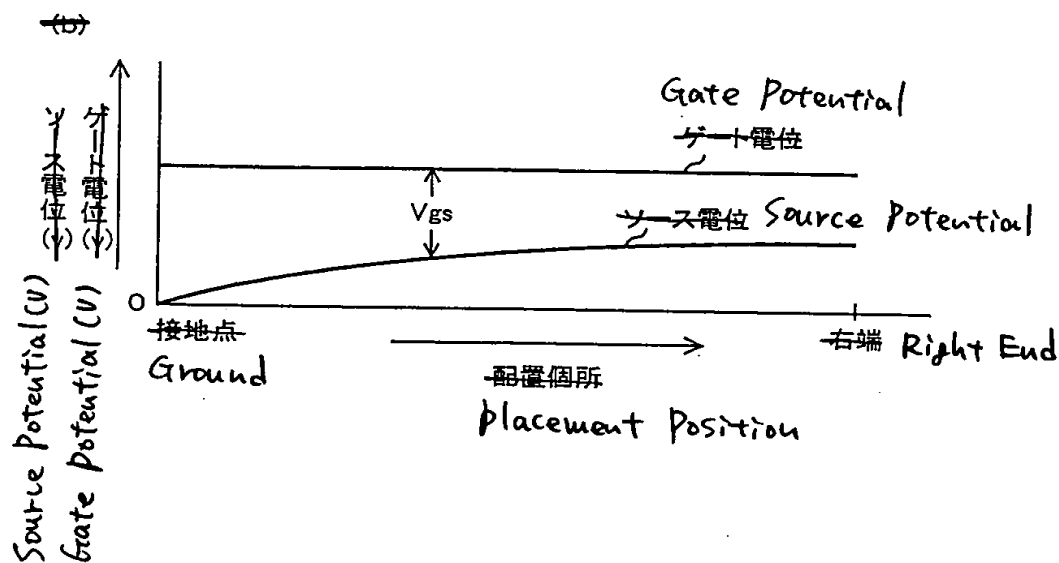 (b)
Gate Potential
ゲート電位
ソース電位(V)
ゲート電位(V)
Vgs
ソース電位 Source Potential
0
接地点
右端 Right End
Ground
配置個所
placement position
Source Potential (V)
Gate Potential (V)